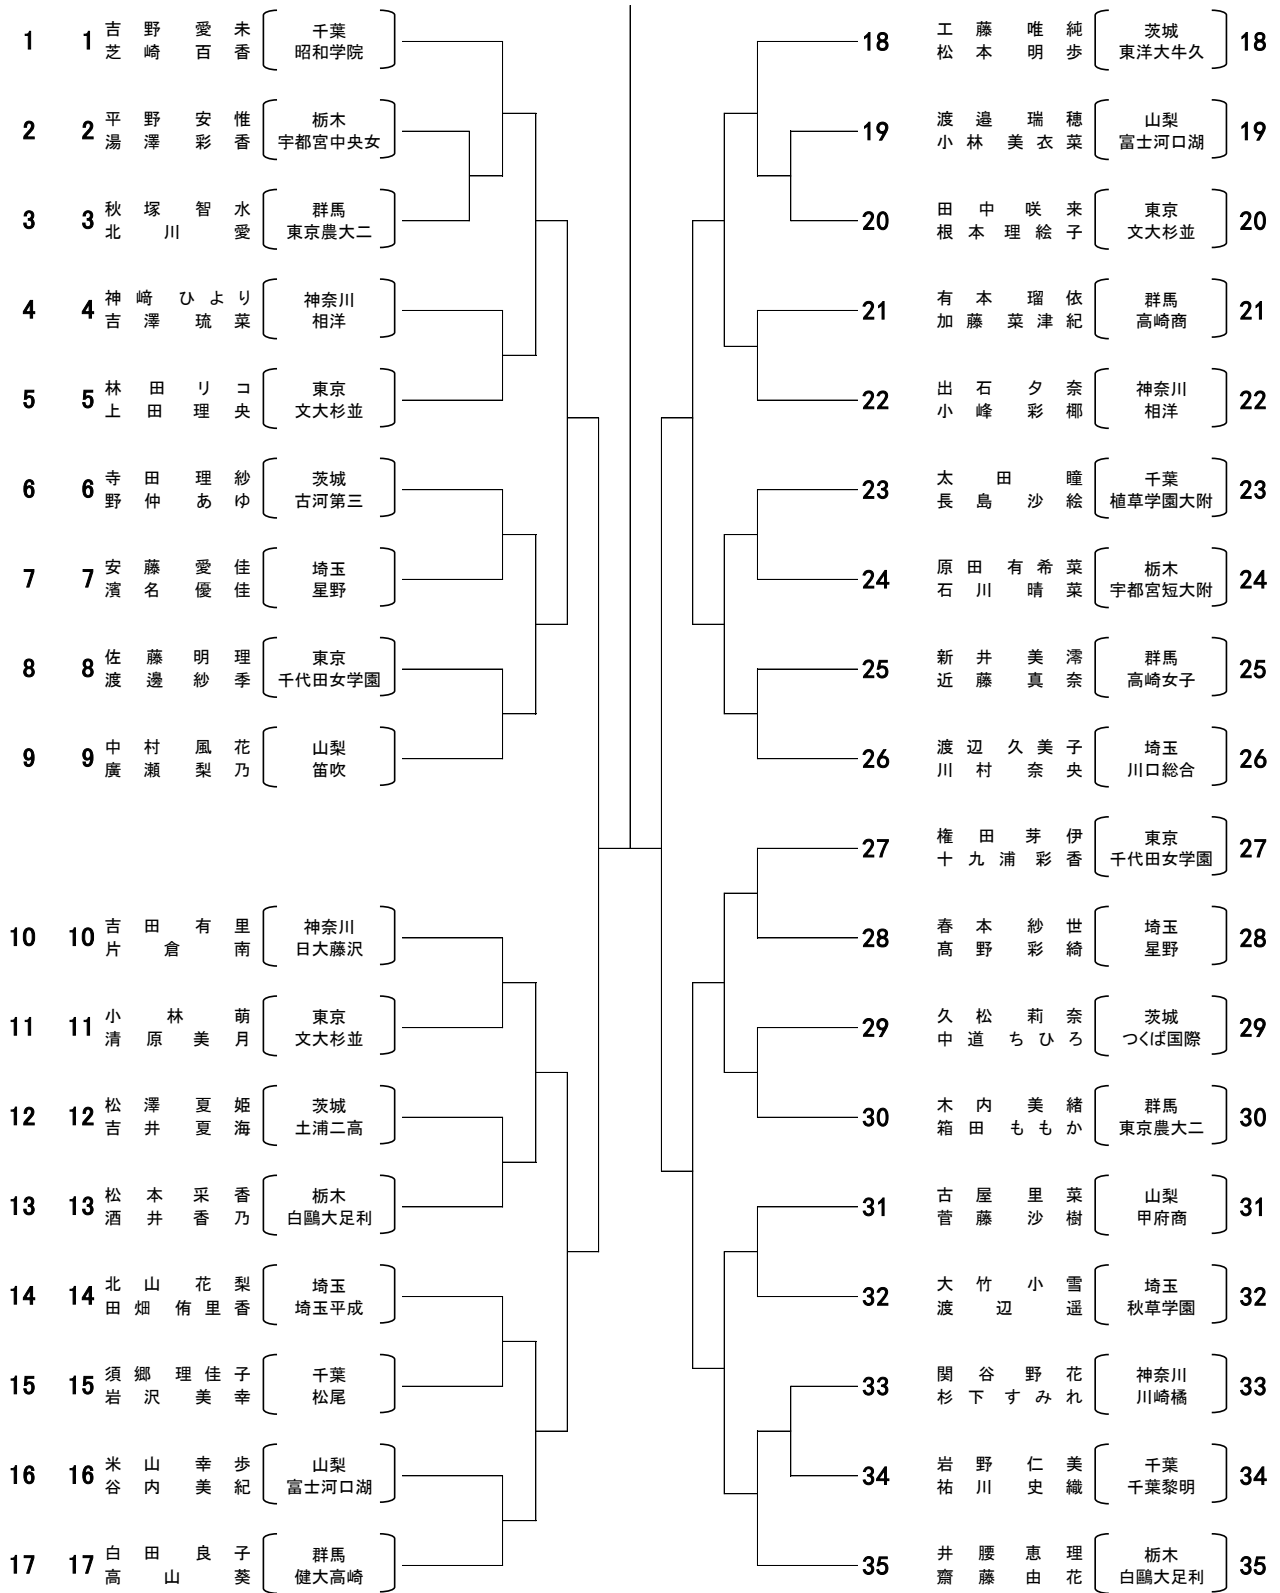 1 1 吉野愛未 千葉
芝崎百香 昭和学院
2 2 平野安惟 栃木
湯澤彩香 宇都宮中央女
3 3 秋塚智水 群馬
北川愛 東京農大二
4 4 神﨑ひより 神奈川
吉澤琉菜 相洋
5 5 林田リコ 東京
上田理央 文大杉並
6 6 寺田理紗 茨城
野仲あゆ 古河第三
7 7 安藤愛佳 埼玉
濱名優佳 星野
8 8 佐藤明理 東京
渡邊紗季 千代田女学園
9 9 中村風花 山梨
廣瀬梨乃 笛吹
10 10 吉田有里 神奈川
片倉南 日大藤沢
11 11 小林萌 東京
清原美月 文大杉並
12 12 松澤夏姫 茨城
吉井夏海 土浦二高
13 13 松本采香 栃木
酒井香乃 白鷗大足利
14 14 北山花梨 埼玉
田畑侑里香 埼玉平成
15 15 須郷理佳子 千葉
岩沢美幸 松尾
16 16 米山幸歩 山梨
谷内美紀 富士河口湖
17 17 白田良子 群馬
高山葵 健大高崎
18 工藤唯純 茨城 18
松本明歩 東洋大牛久
19 渡邉瑞穂 山梨 19
小林美衣菜 富士河口湖
20 田中咲来 東京 20
根本理絵子 文大杉並
21 有本瑠依 群馬 21
加藤菜津紀 高崎商
22 出石夕奈 神奈川 22
小峰彩椰 相洋
23 太田瞳 千葉 23
長島沙絵 植草学園大附
24 原田有希菜 栃木 24
石川晴菜 宇都宮短大附
25 新井美澪 群馬 25
近藤真奈 高崎女子
26 渡辺久美子 埼玉 26
川村奈央 川口総合
27 権田芽伊 東京 27
十九浦彩香 千代田女学園
28 春本紗世 埼玉 28
髙野彩綺 星野
29 久松莉奈 茨城 29
中道ちひろ つくば国際
30 木内美緒 群馬 30
箱田ももか 東京農大二
31 古屋里菜 山梨 31
菅藤沙樹 甲府商
32 大竹小雪 埼玉 32
渡辺遥 秋草学園
33 関谷野花 神奈川 33
杉下すみれ 川崎橘
34 岩野仁美 千葉 34
祐川史織 千葉黎明
35 井腰恵理 栃木 35
齋藤由花 白鷗大足利